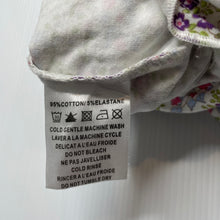 95%COTTON/5%ELASTANE
COLD GENTLE MACHINE WASH
LAVER A LA MACHINE CYCLE
DELICAT A L'EAU FROIDE
DO NOT BLEACH
NE PAS JAVELLISER
COLD RINSE
RINCER A L'EAU FROIDE
DO NOT TUMBLE DRY